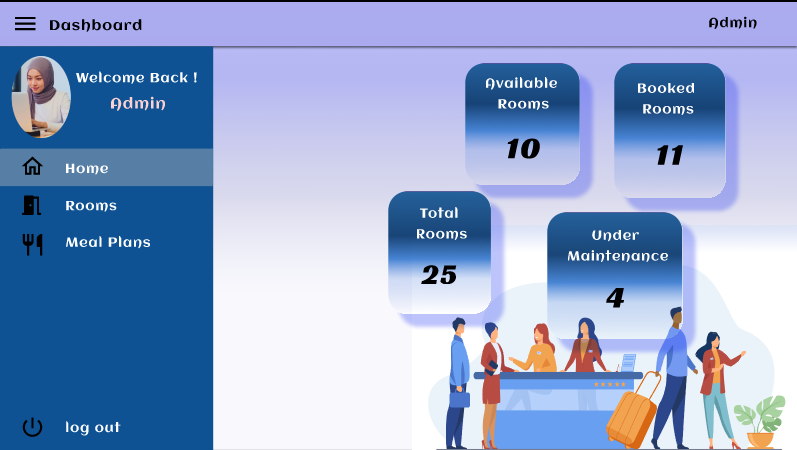 Dashboard
Admin
Welcome Back !
Admin
Home
Rooms
Meal Plans
log out
Available
Rooms
10
Booked
Rooms
11
Total
Rooms
25
Under
Maintenance
4